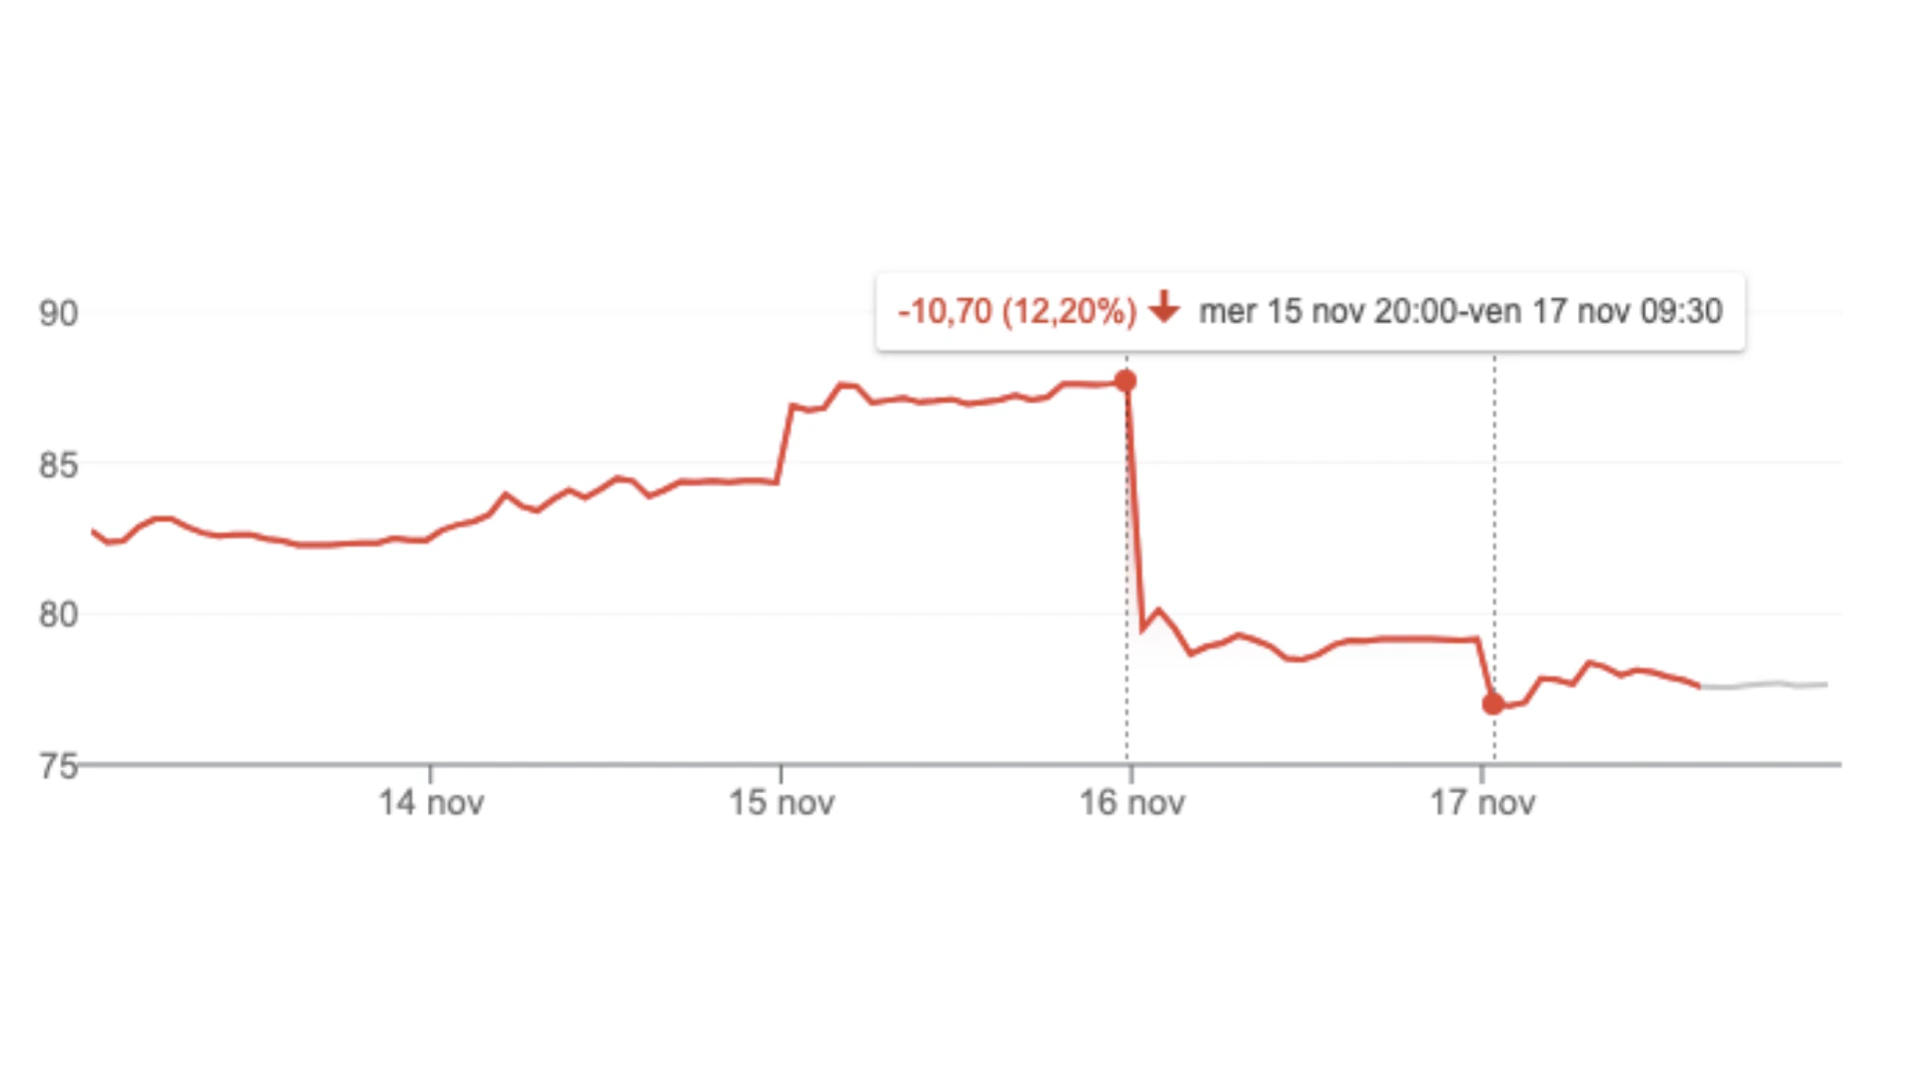 -10,70 (12,20%) ↓ mer 15 nov 20:00-ven 17 nov 09:30
90
85
80
75
14 nov 15 nov 16 nov 17 nov